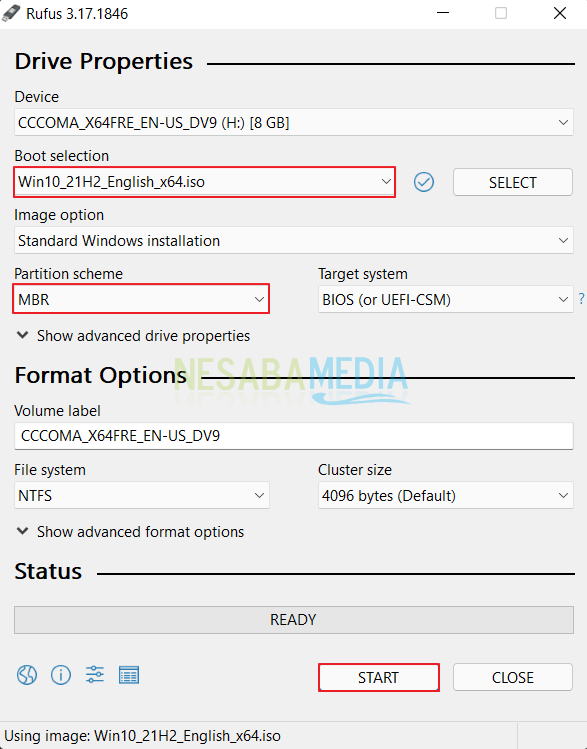 Rufus 3.17.1846
Drive Properties
Device
CCCOMA_X64FRE_EN-US_DV9 (H:) [8 GB]
Boot selection
Win10_21H2_English_x64.iso
SELECT
Image option
Standard Windows installation
Partition scheme
Target system
MBR
BIOS (or UEFI-CSM)
?
Show advanced drive properties
NESABAMEDIA
Format Options
Volume label
CCCOMA_X64FRE_EN-US_DV9
File system
Cluster size
NTFS
4096 bytes (Default)
Show advanced format options
Status
READY
START
CLOSE
Using image: Win10_21H2_English_x64.iso